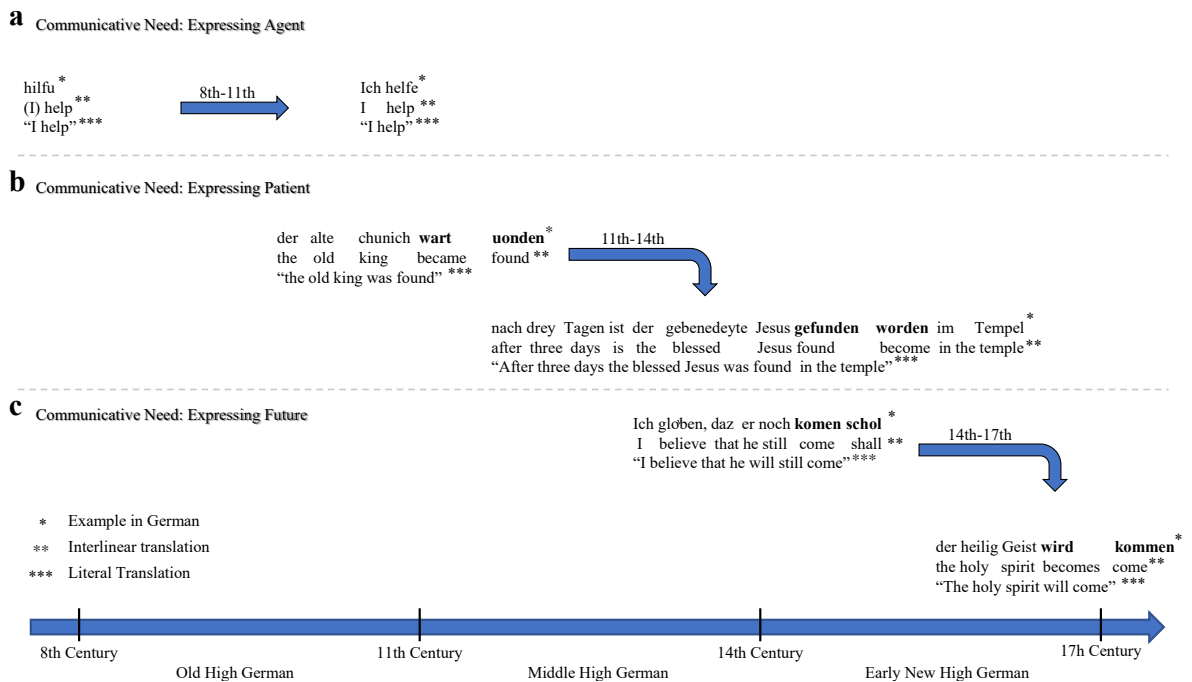 a Communicative Need: Expressing Agent
hilfu *
(I) help **
“I help” ***
8th-11th
Ich helfe *
I help **
“I help” ***
b Communicative Need: Expressing Patient
der alte chunich wart uonden *
the old king became found **
“the old king was found” ***
11th-14th
nach drey Tagen ist der gebenedeyte Jesus gefunden worden im Tempel *
after three days is the blessed Jesus found become in the temple **
“After three days the blessed Jesus was found in the temple” ***
c Communicative Need: Expressing Future
Ich gloͤben, daz er noch komen schol *
I believe that he still come shall **
“I believe that he will still come” ***
14th-17th
der heilig Geist wird kommen *
the holy spirit becomes come **
“The holy spirit will come” ***
* Example in German
** Interlinear translation
*** Literal Translation
8th Century 11th Century 14th Century 17h Century
Old High German Middle High German Early New High German